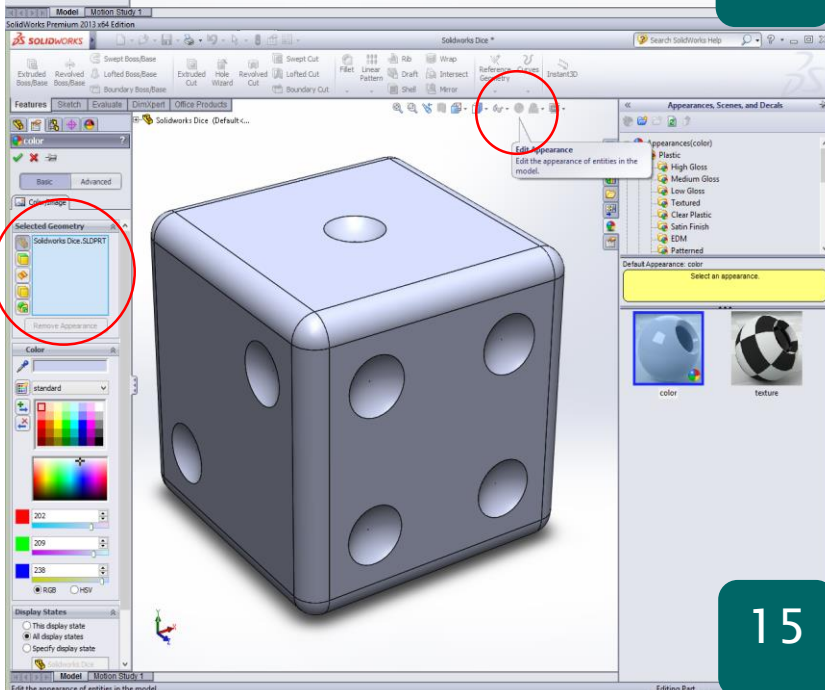 Model Motion Study 1
SolidWorks Premium 2013 x64 Edition
SOLIDWORKS
Solidworks Dice *
Search SolidWorks Help
Extruded Boss/Base
Revolved Boss/Base
Swept Boss/Base
Lofted Boss/Base
Boundary Boss/Base
Extruded Cut
Hole Wizard
Revolved Cut
Swept Cut
Lofted Cut
Boundary Cut
Fillet
Linear Pattern
Rib
Draft
Shell
Wrap
Intersect
Mirror
Reference Geometry
Curves
Instant3D
Features Sketch Evaluate DimXpert Office Products
Solidworks Dice (Default<...
Appearances, Scenes, and Decals
color ?
Edit Appearance
Edit the appearance of entities in the model.
Appearances(color)
Plastic
High Gloss
Medium Gloss
Low Gloss
Textured
Clear Plastic
Satin Finish
EDM
Patterned
Basic Advanced
Color/Image
Selected Geometry
Solidworks Dice.SLDPRT
Remove Appearance
Default Appearance: color
Select an appearance.
color
texture
Color
standard
202
209
238
RGB HSV
Display States
This display state
All display states
Specify display state
Solidworks Dice
Model Motion Study 1
Edit the appearance of entities in the model.
Editing Part
15